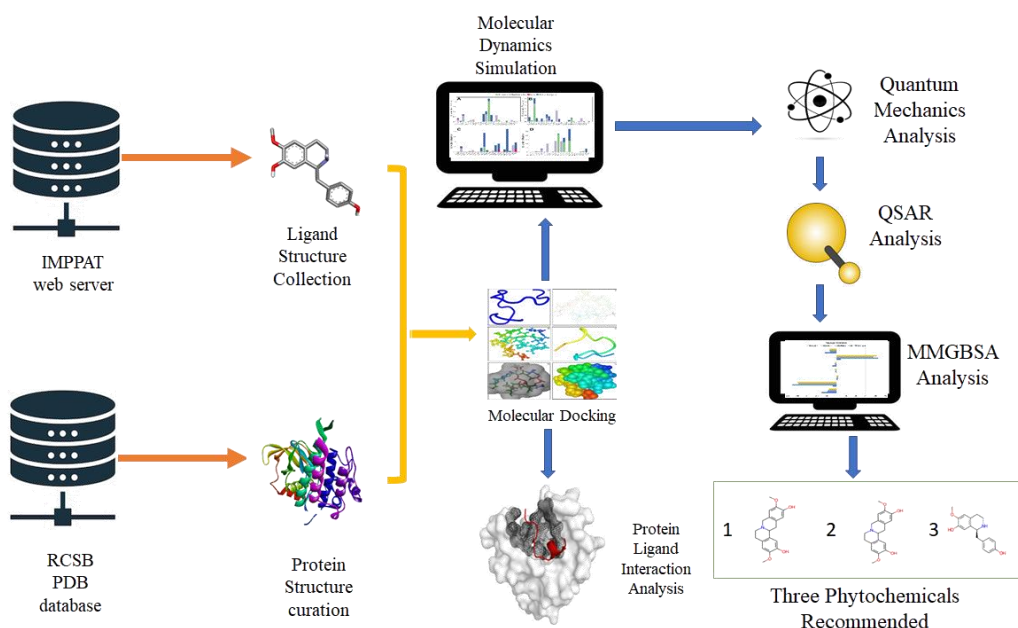 Molecular
Dynamics
Simulation
Quantum
Mechanics
Analysis
IMPPAT
web server
Ligand
Structure
Collection
QSAR
Analysis
MMGBSA
Analysis
Molecular Docking
RCSB
PDB
database
Protein
Structure
curation
Protein
Ligand
Interaction
Analysis
1
2
3
Three Phytochemicals
Recommended